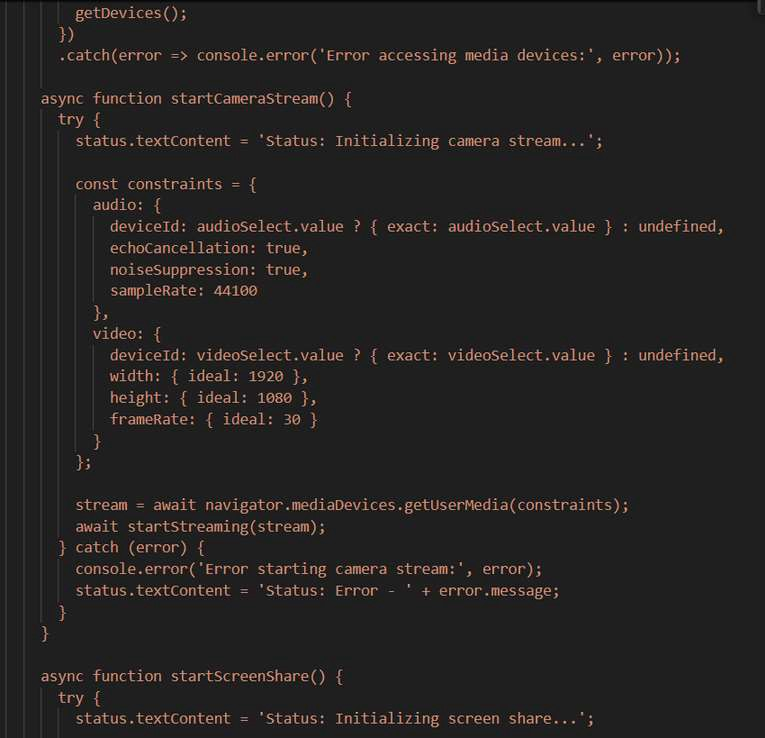 getDevices();
})
.catch(error => console.error('Error accessing media devices:', error));
async function startCameraStream() {
try {
status.textContent = 'Status: Initializing camera stream...';
const constraints = {
audio: {
deviceId: audioSelect.value ? { exact: audioSelect.value } : undefined,
echoCancellation: true,
noiseSuppression: true,
sampleRate: 44100
},
video: {
deviceId: videoSelect.value ? { exact: videoSelect.value } : undefined,
width: { ideal: 1920 },
height: { ideal: 1080 },
frameRate: { ideal: 30 }
}
};
stream = await navigator.mediaDevices.getUserMedia(constraints);
await startStreaming(stream);
} catch (error) {
console.error('Error starting camera stream:', error);
status.textContent = 'Status: Error - ' + error.message;
}
}
async function startScreenShare() {
try {
status.textContent = 'Status: Initializing screen share...';